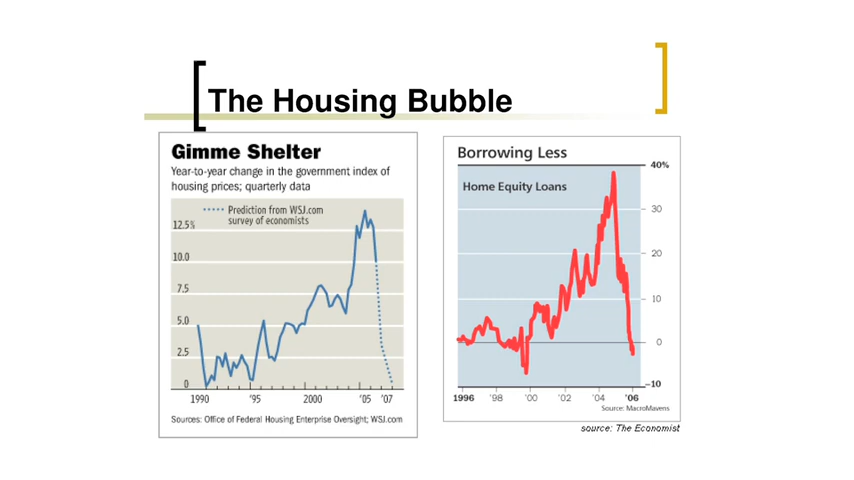 The Housing Bubble
Gimme Shelter
Year-to-year change in the government index of
housing prices; quarterly data
Prediction from WSJ.com
survey of economists
12.5%
10.0
7.5
5.0
2.5
0
1990 '95 2000 '05 '07
Sources: Office of Federal Housing Enterprise Oversight; WSJ.com
Borrowing Less
Home Equity Loans
40%
30
20
10
0
-10
1996 '98 '00 '02 '04 '06
Source: MacroMavens
source: The Economist